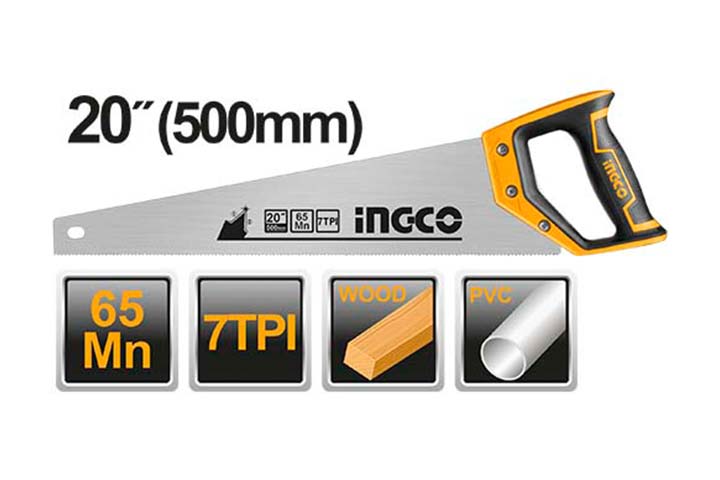 20″(500mm)
20" 500mm
65 Mn
7TPI
INGCO
INGCO
65
Mn
7TPI
WOOD
PVC